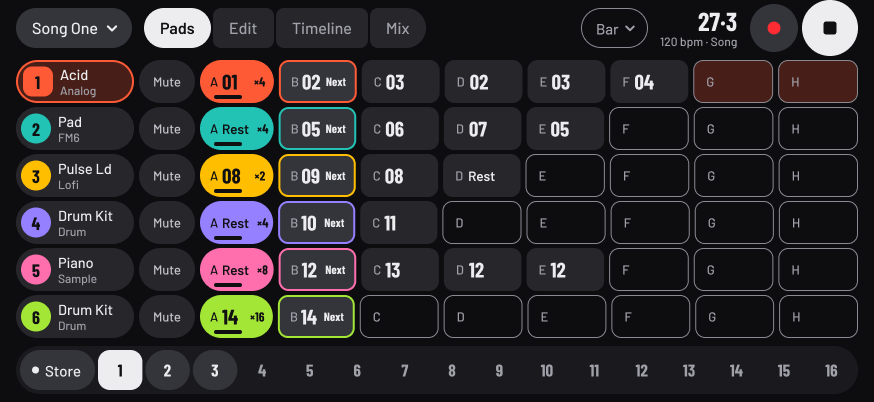 Song One Pads Edit Timeline Mix Bar 27·3
120 bpm · Song
1 Acid Analog Mute A 01 ×4 B 02 Next C 03 D 02 E 03 F 04 G H
2 Pad FM6 Mute A Rest ×4 B 05 Next C 06 D 07 E 05 F G H
3 Pulse Ld Lofi Mute A 08 ×2 B 09 Next C 08 D Rest E F G H
4 Drum Kit Drum Mute A Rest ×4 B 10 Next C 11 D E F G H
5 Piano Sample Mute A Rest ×8 B 12 Next C 13 D 12 E 12 F G H
6 Drum Kit Drum Mute A 14 ×16 B 14 Next C D E F G H
Store 1 2 3 4 5 6 7 8 9 10 11 12 13 14 15 16